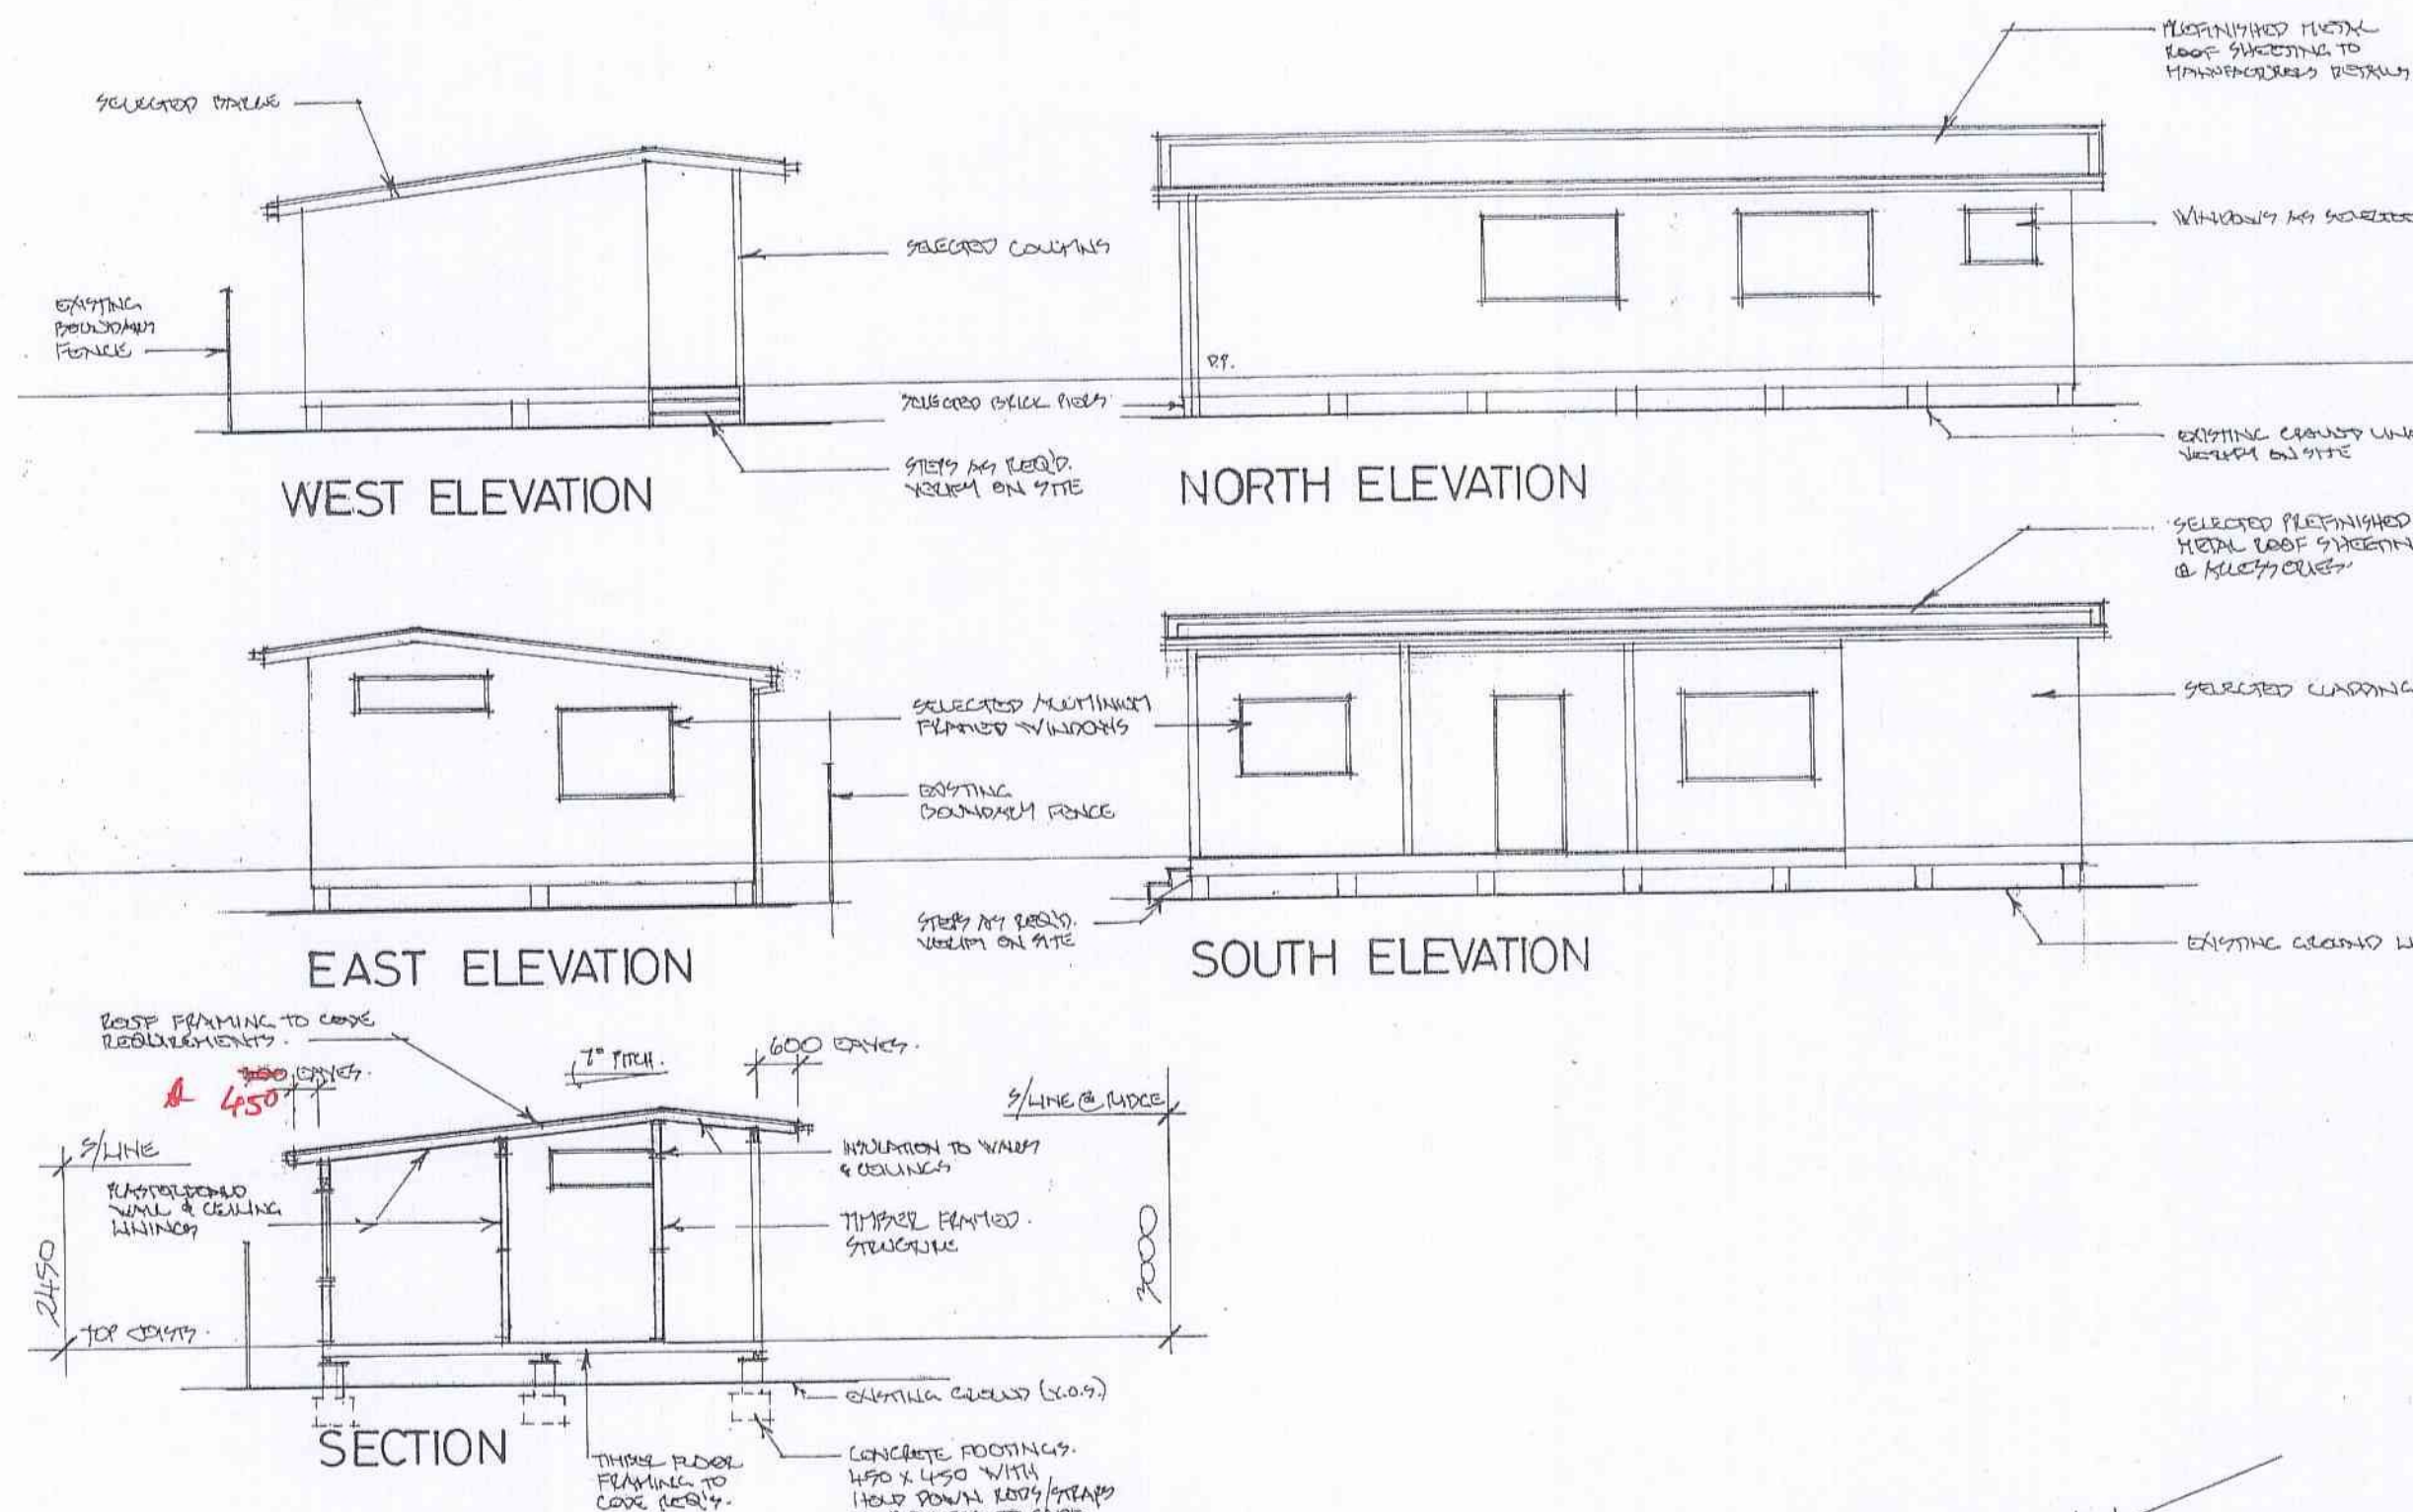 SELECTED BARGE
EXISTING
BOUNDARY
FENCE
SELECTED COLUMNS
SELECTED BRICK PIERS
STEPS AS REQ'D.
VERIFY ON SITE
WEST ELEVATION
PREFINISHED METAL
ROOF SHEETING TO
MANUFACTURERS DETAILS
WINDOWS AS SELECTED
D.P.
EXISTING GROUND LINE
VERIFY ON SITE
NORTH ELEVATION
SELECTED ALUMINIUM
FRAMED WINDOWS
EXISTING
BOUNDARY FENCE
STEPS AS REQ'D.
VERIFY ON SITE
EAST ELEVATION
SELECTED PREFINISHED
METAL ROOF SHEETIN
& ACCESSORIES.
SELECTED CLADDING
EXISTING GROUND LI
SOUTH ELEVATION
ROOF FRAMING TO CODE
REQUIREMENTS.
EAVES.
A 450
7° PITCH.
600 EAVES.
S/LINE @ RIDGE
S/LINE
INSULATION TO WALLS
& CEILINGS
PLASTERBOARD
WALL & CEILING
LININGS
TIMBER FRAMED.
STRUCTURE
2450
3000
TOP JOISTS.
EXISTING GROUND (V.O.S.)
SECTION
TIMBER FLOOR
FRAMING TO
CODE REQ'S.
CONCRETE FOOTINGS.
450 X 450 WITH
HOLD DOWN RODS/STRAPS